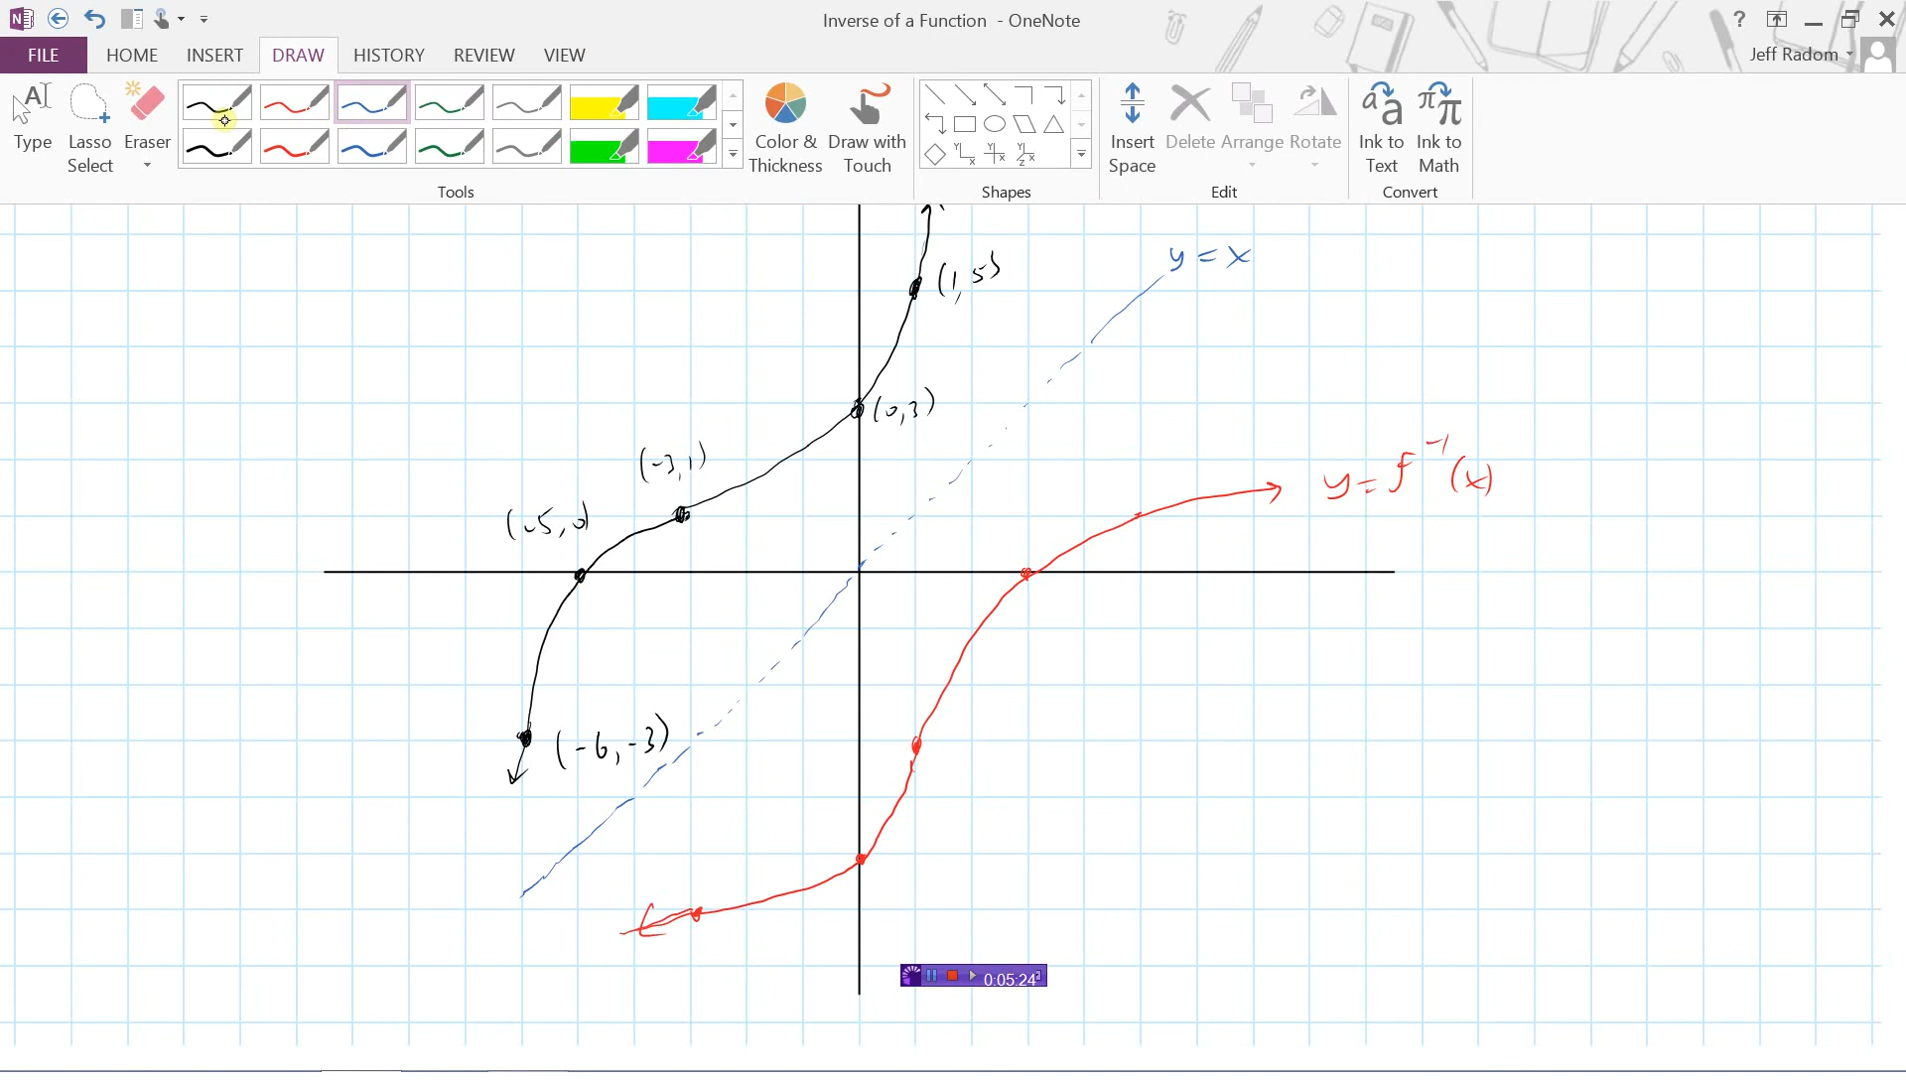 Inverse of a Function - OneNote
?
FILE HOME INSERT DRAW HISTORY REVIEW VIEW
Jeff Radom
Type
Lasso Select
Eraser
Color & Thickness
Draw with Touch
Insert Space
Delete
Arrange
Rotate
Ink to Text
Ink to Math
Tools
Shapes
Edit
Convert
y = x
(1, 5)
(0, 3)
(-3, 1)
y = f⁻¹(x)
(-5, 0)
(-6, -3)
0:05:24